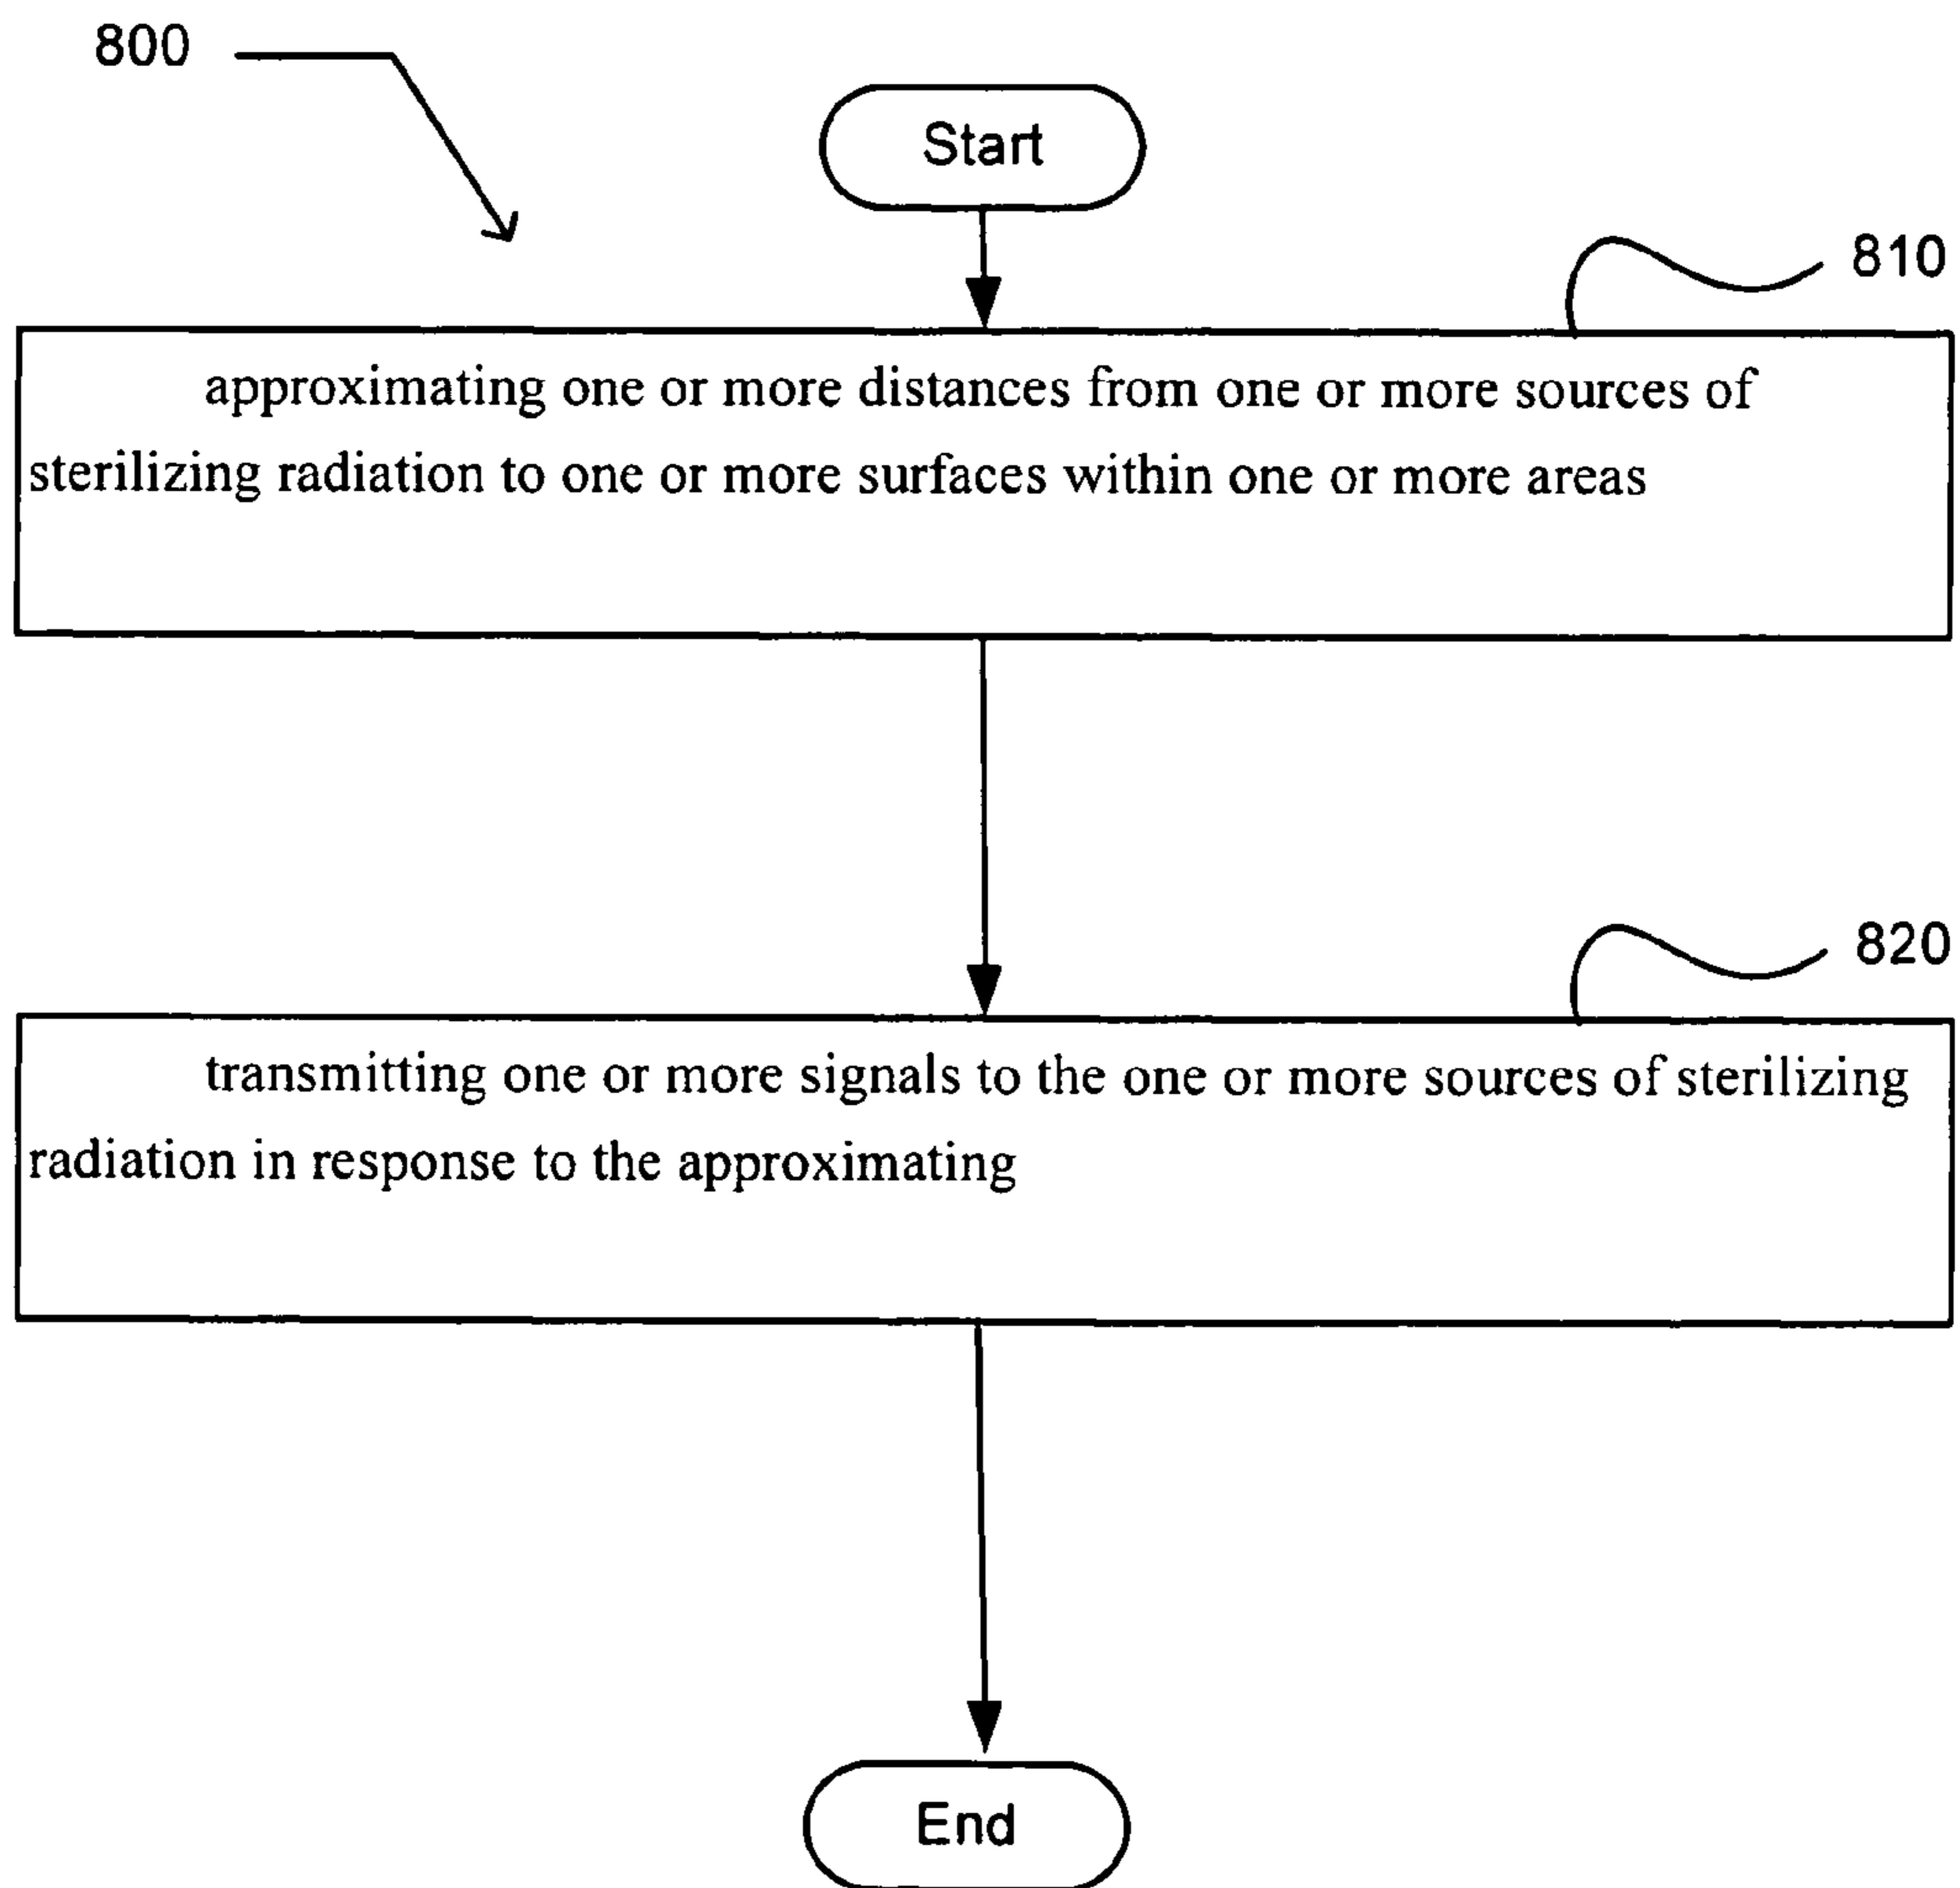 800
Start
810
approximating one or more distances from one or more sources of
sterilizing radiation to one or more surfaces within one or more areas
820
transmitting one or more signals to the one or more sources of sterilizing
radiation in response to the approximating
End